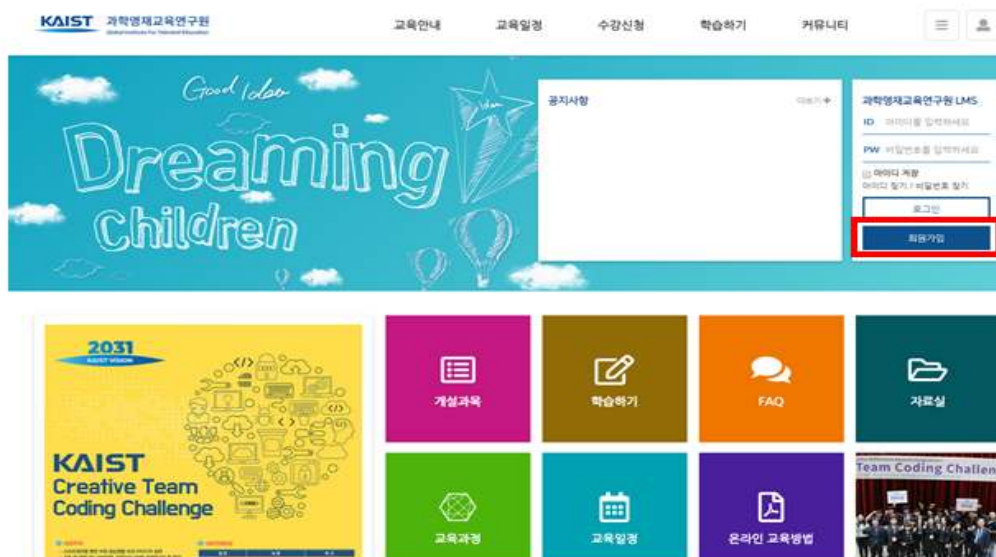 KAIST 과학영재교육연구원
Global Institute For Talented Education
교육안내 교육일정 수강신청 학습하기 커뮤니티
Good Idea
Idea
Dreaming
Children
공지사항 더보기
과학영재교육연구원 LMS
ID 아이디를 입력하세요
PW 비밀번호를 입력하세요
아이디 저장
아이디 찾기 / 비밀번호 찾기
로그인
회원가입
2031
KAIST VISION
KAIST
Creative Team
Coding Challenge
개설과목 학습하기 FAQ 자료실
Team Coding Challen
교육과정 교육일정 온라인 교육방법